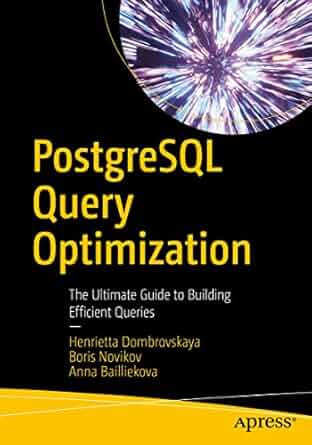 PostgreSQL
Query
Optimization
The Ultimate Guide to Building
Efficient Queries
—
Henrietta Dombrovskaya
Boris Novikov
Anna Bailliekova
Apress®